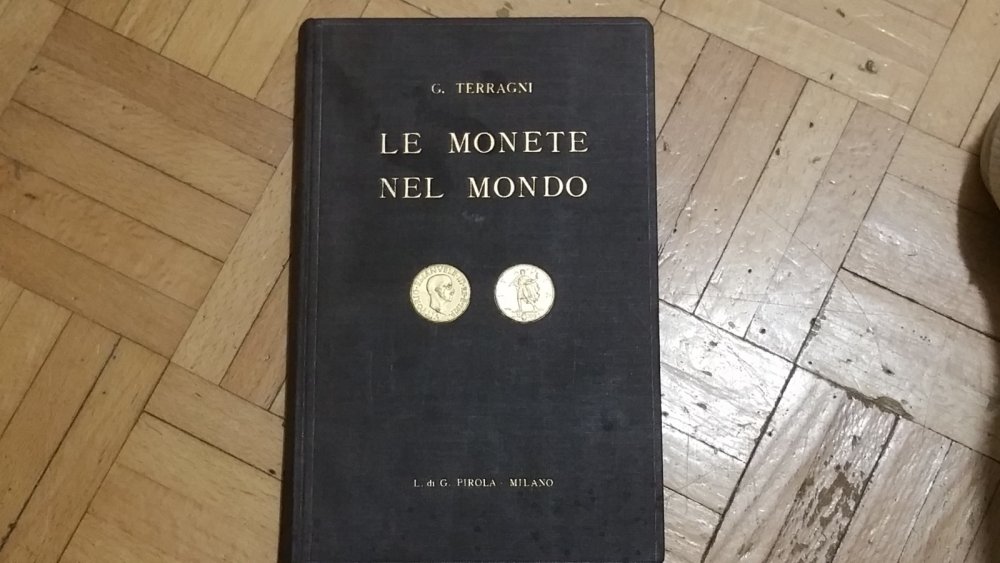 G. TERRAGNI
LE MONETE
NEL MONDO
L. di G. PIROLA - MILANO